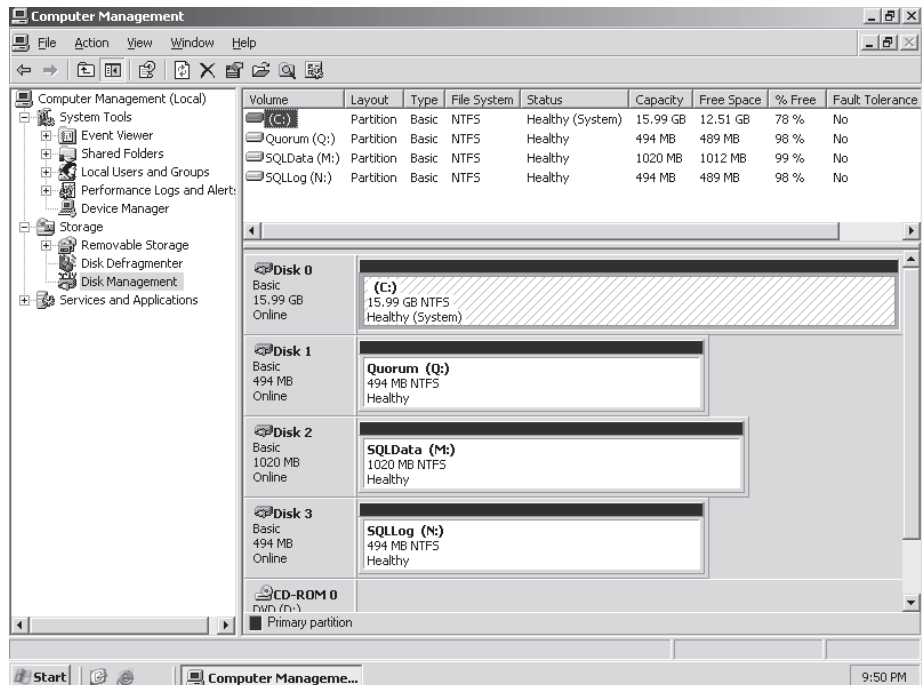 Computer Management
File Action View Window Help
Computer Management (Local)
System Tools
Event Viewer
Shared Folders
Local Users and Groups
Performance Logs and Alert
Device Manager
Storage
Removable Storage
Disk Defragmenter
Disk Management
Services and Applications
Volume Layout Type File System Status Capacity Free Space % Free Fault Tolerance
(C:) Partition Basic NTFS Healthy (System) 15.99 GB 12.51 GB 78 % No
Quorum (Q:) Partition Basic NTFS Healthy 494 MB 489 MB 98 % No
SQLData (M:) Partition Basic NTFS Healthy 1020 MB 1012 MB 99 % No
SQLLog (N:) Partition Basic NTFS Healthy 494 MB 489 MB 98 % No
Disk 0
Basic
15.99 GB
Online
(C:)
15.99 GB NTFS
Healthy (System)
Disk 1
Basic
494 MB
Online
Quorum (Q:)
494 MB NTFS
Healthy
Disk 2
Basic
1020 MB
Online
SQLData (M:)
1020 MB NTFS
Healthy
Disk 3
Basic
494 MB
Online
SQLLog (N:)
494 MB NTFS
Healthy
CD-ROM 0
DVD (D:)
Primary partition
Start
Computer Manageme...
9:50 PM